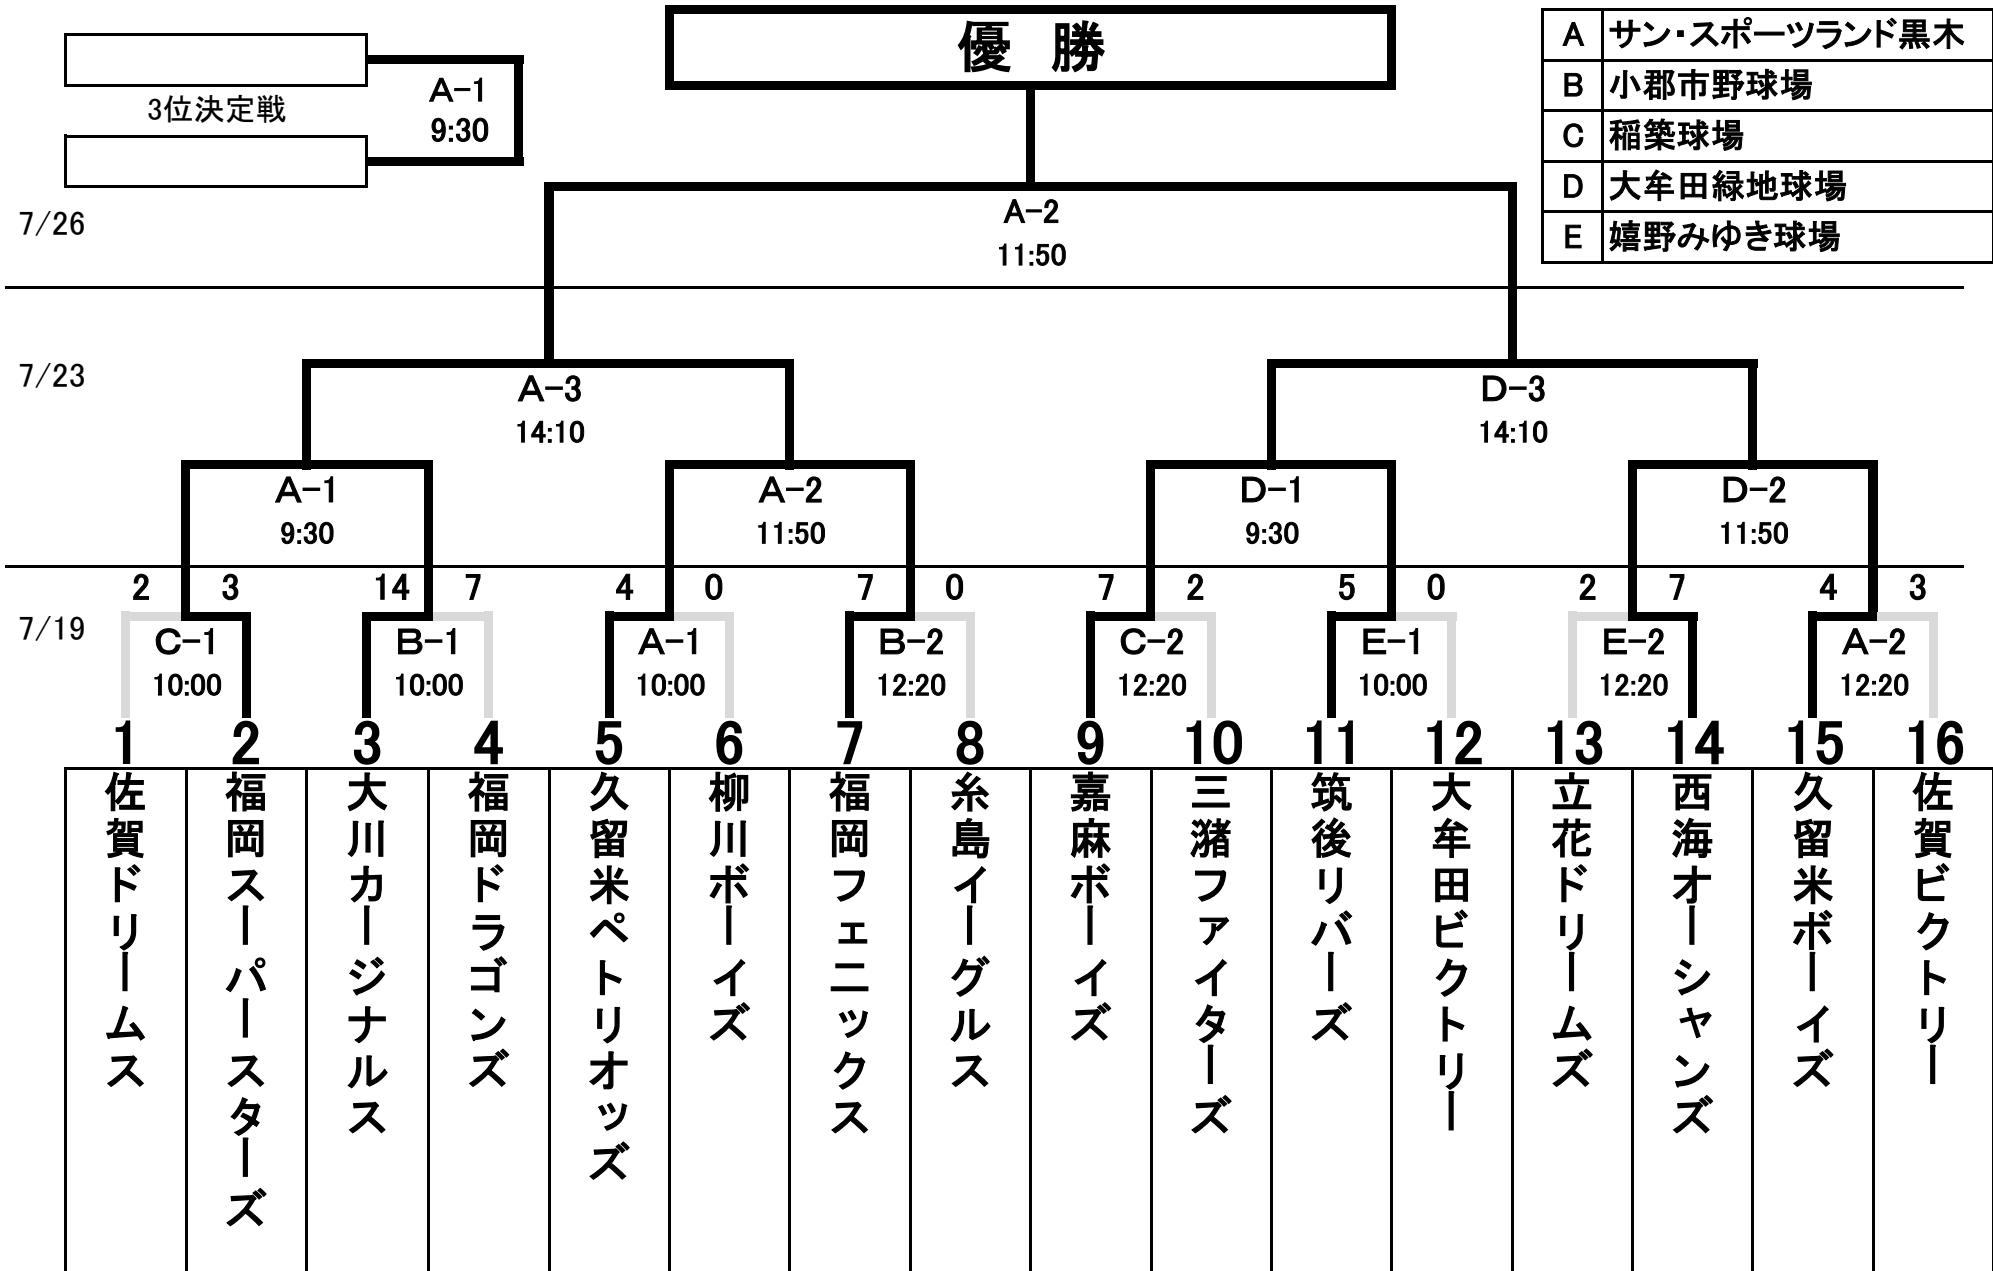 優 勝
A-1
9:30
3位決定戦
A サン・スポーツランド黒木
B 小郡市野球場
C 稲築球場
D 大牟田緑地球場
E 嬉野みゆき球場
7/26
A-2
11:50
7/23
A-3
14:10
D-3
14:10
A-1
9:30
A-2
11:50
D-1
9:30
D-2
11:50
2 3 14 7 4 0 7 0 7 2 5 0 2 7 4 3
7/19
C-1 B-1 A-1 B-2 C-2 E-1 E-2 A-2
10:00 10:00 10:00 12:20 12:20 10:00 12:20 12:20
1 2 3 4 5 6 7 8 9 10 11 12 13 14 15 16
佐賀ドリームス
福岡スーパースターズ
大川カージナルス
福岡ドラゴンズ
久留米ペトリオッズ
柳川ボーイズ
福岡フェニックス
糸島イーグルス
嘉麻ボーイズ
三潴ファイターズ
筑後リバーズ
大牟田ビクトリー
立花ドリームズ
西海オーシャンズ
久留米ボーイズ
佐賀ビクトリー